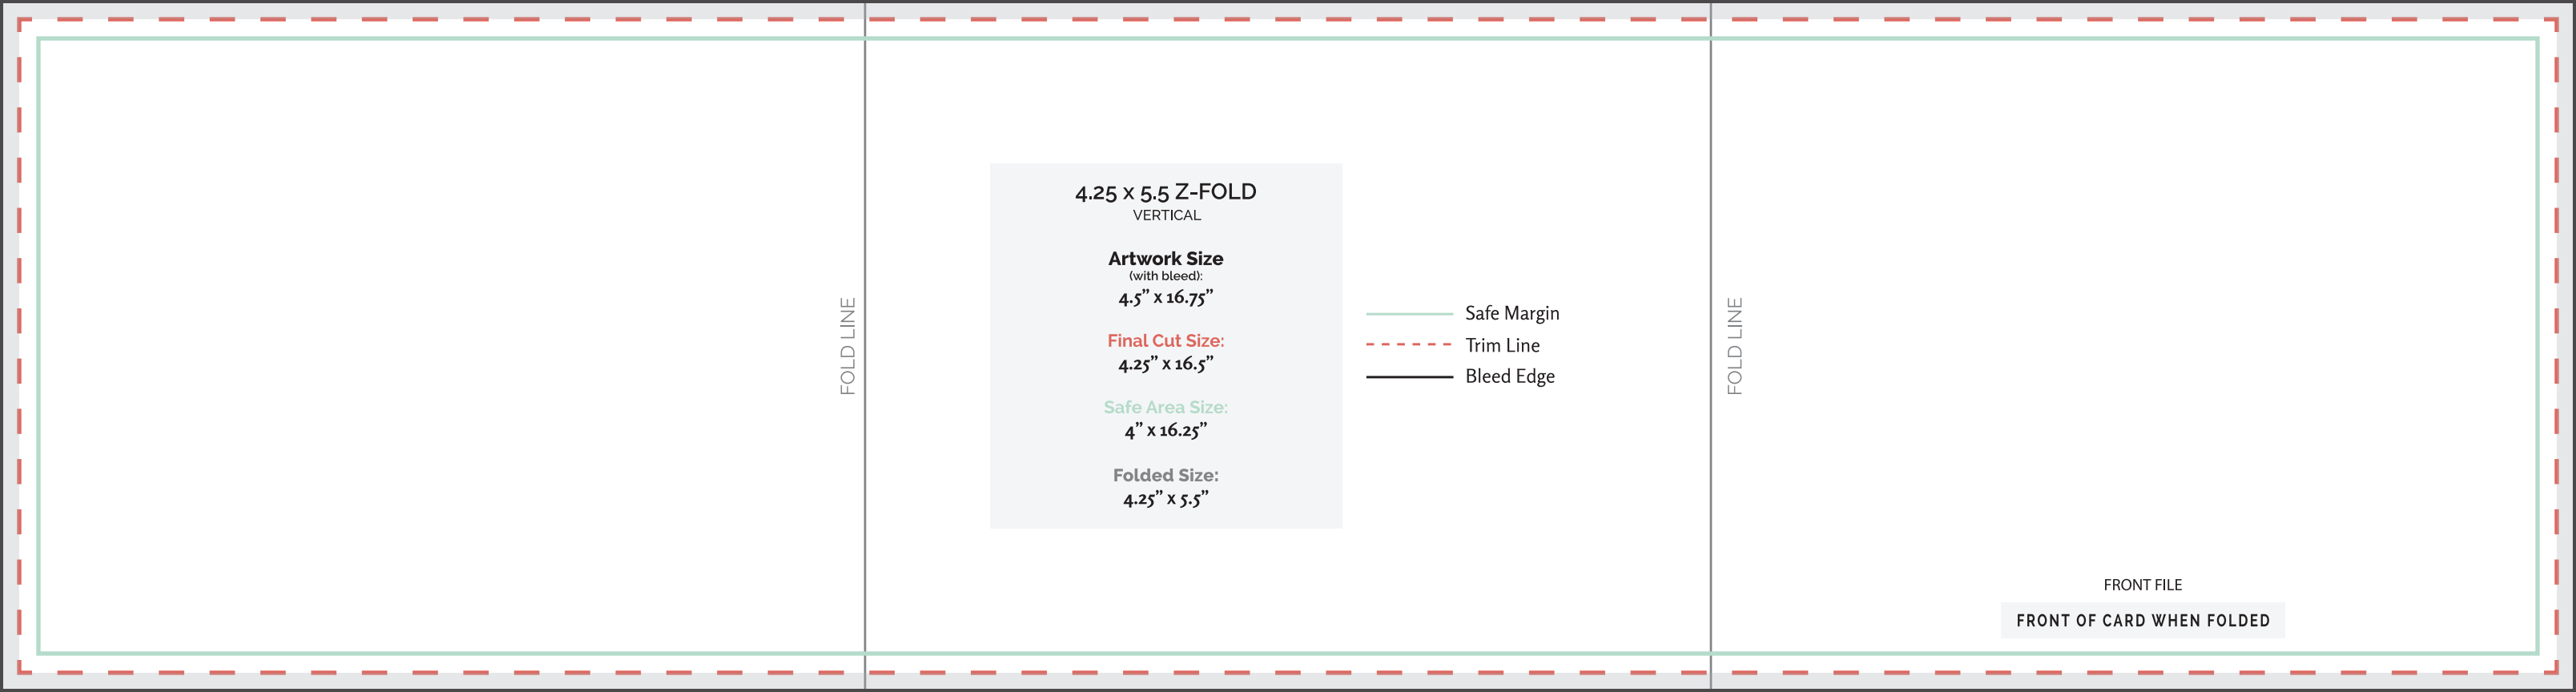 FOLD LINE
4.25 x 5.5 Z-FOLD
VERTICAL
Artwork Size
(with bleed):
4.5” x 16.75”
Final Cut Size:
4.25” x 16.5”
Safe Area Size:
4” x 16.25”
Folded Size:
4.25” x 5.5”
Safe Margin
Trim Line
Bleed Edge
FOLD LINE
FRONT FILE
FRONT OF CARD WHEN FOLDED